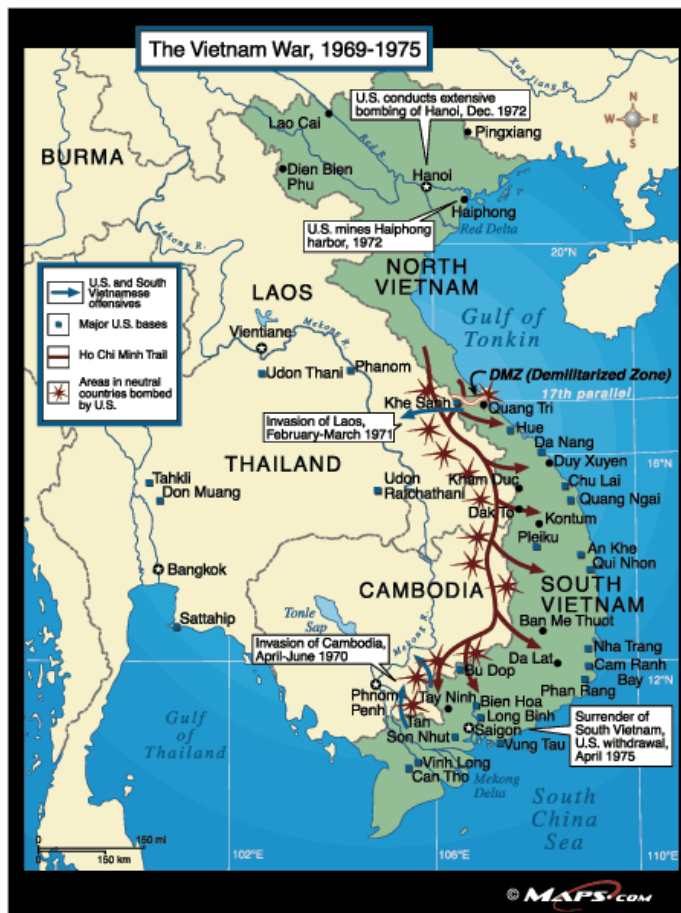 The Vietnam War, 1969-1975
Xun Jiang R.
N
W E
S
U.S. conducts extensive
bombing of Hanoi, Dec. 1972
Lao Cai
Red R.
Pingxiang
BURMA
Dien Bien
Phu
Hanoi
Haiphong
U.S. mines Haiphong
harbor, 1972
Red Delta
Mekong R.
20°N
NORTH
VIETNAM
U.S. and South
Vietnamese
offensives
Major U.S. bases
Ho Chi Minh Trail
Areas in neutral
countries bombed
by U.S.
LAOS
Gulf of
Tonkin
Vientiane
Mekong R.
Udon Thani
Phanom
DMZ (Demilitarized Zone)
17th parallel
Khe Sanh
Quang Tri
Invasion of Laos,
February-March 1971
Hue
Da Nang
16°N
THAILAND
Duy Xuyen
Kham Duc
Chu Lai
Tahkli
Don Muang
Udon
Rajchathani
Quang Ngai
Dak To
Kontum
Pleiku
An Khe
Qui Nhon
Bangkok
CAMBODIA
SOUTH
VIETNAM
Sattahip
Tonle
Sap
Mekong R.
Ban Me Thuot
Invasion of Cambodia,
April-June 1970
Nha Trang
Da Lat
Cam Ranh
Bay
12°N
Bu Dop
Phnom
Penh
Tay Ninh
Phan Rang
Bien Hoa
Long Binh
Tan
Son Nhut
Saigon
Vung Tau
Surrender of
South Vietnam,
U.S. withdrawal,
April 1975
Gulf of
Thailand
Vinh Long
Can Tho
Mekong
Delta
South
China
Sea
0 150 mi
0 150 km
102°E
106°E
110°E
© MAPS.COM